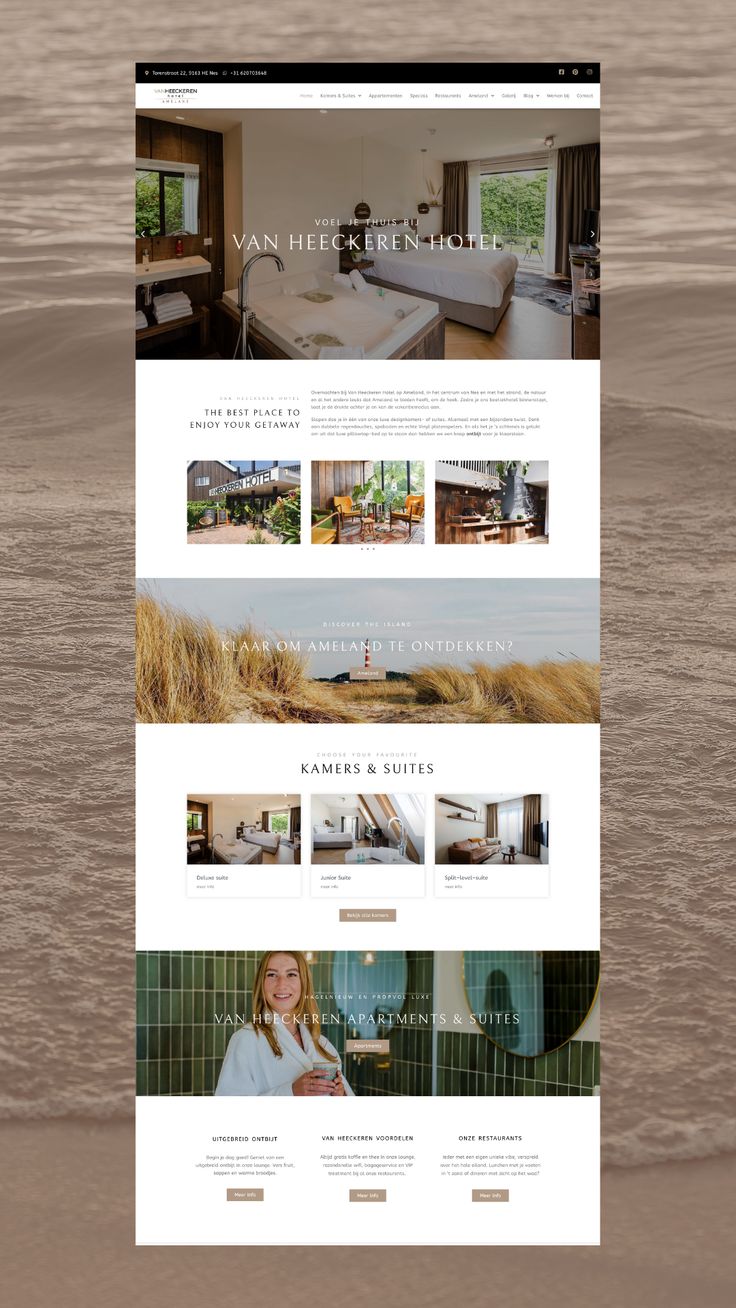 Torenstraat 22, 9163 HE Nes +31 620703648
VAN HEECKEREN
hotel
AMELAND
Home Kamers & Suites Appartementen Specials Restaurants Ameland Galerij Blog Werken bij Contact
VOEL JE THUIS BIJ
VAN HEECKEREN HOTEL
VAN HEECKEREN HOTEL
THE BEST PLACE TO
ENJOY YOUR GETAWAY
Overnachten bij Van Heeckeren Hotel op Ameland, in het centrum van Nes en met het strand, de natuur
en al het andere leuks dat Ameland te bieden heeft, om de hoek. Zodra je ons boetiekhotel binnenstapt,
laat je de drukte achter je en kan de vakantiemodus aan.
Slapen doe je in één van onze luxe designkamers - of suites. Allemaal met een bijzondere twist. Denk
aan dubbele regendouches, spelbaden en echte Vinyl platenspelers. En als het je 's ochtends is gelukt
om uit dat luxe pillowtop-bed op te staan dan hebben we een knap ontbijt voor je klaarstaan.
VAN HEECKEREN HOTEL
DISCOVER THE ISLAND
KLAAR OM AMELAND TE ONTDEKKEN?
Ameland
CHOOSE YOUR FAVOURITE
KAMERS & SUITES
Deluxe suite
meer info
Junior Suite
meer info
Split-level-suite
meer info
Bekijk alle kamers
HAGELNIEUW EN PROPVOL LUXE
VAN HEECKEREN APARTMENTS & SUITES
Apartments
UITGEBREID ONTBIJT
Begin je dag goed! Geniet van een
uitgebreid ontbijt in onze lounge. Vers fruit,
sappen en warme broodjes.
Meer info
VAN HEECKEREN VOORDELEN
Altijd gratis koffie en thee in onze lounge,
razendsnelle wifi, bagageservice en VIP
treatment bij al onze restaurants.
Meer info
ONZE RESTAURANTS
Ieder met een eigen unieke vibe, verspreid
over het hele eiland. Lunchen met je voeten
in 't zand of dineren met zicht op het wad?
Meer info